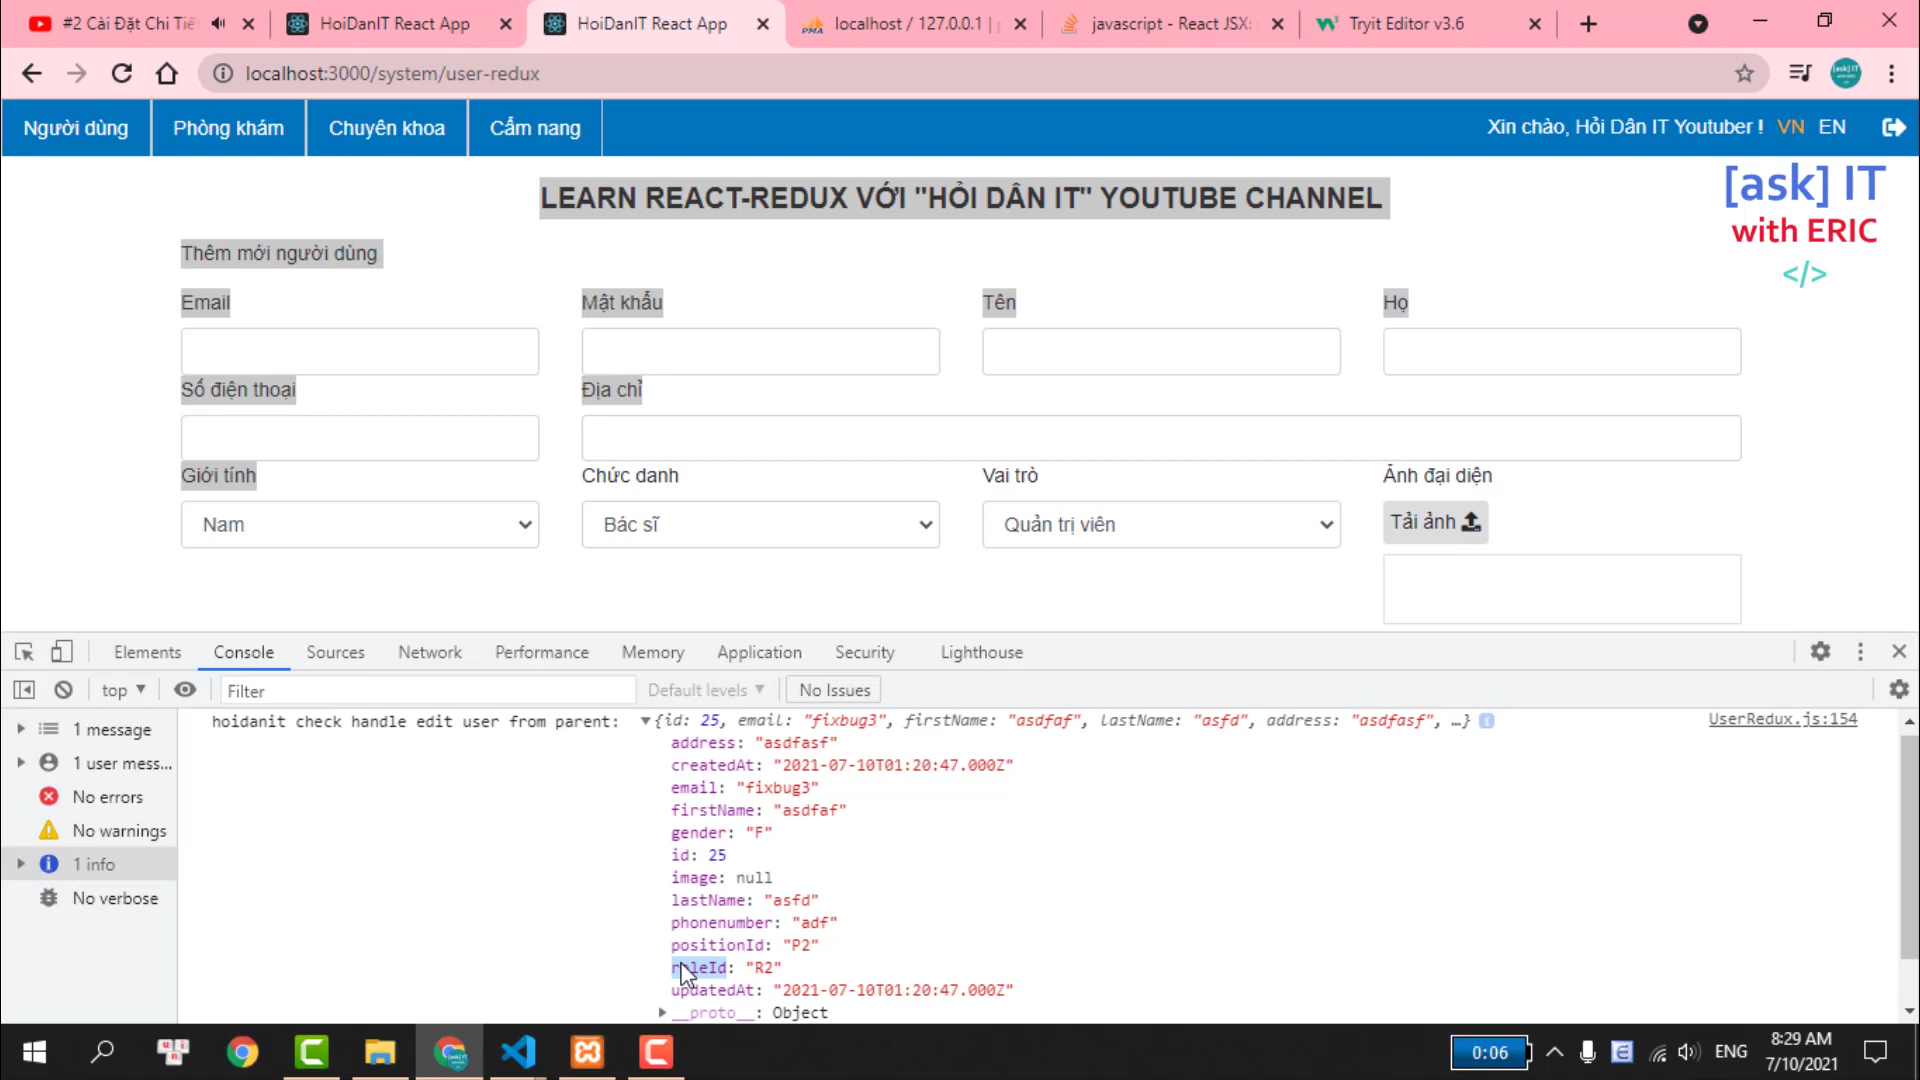 #2 Cài Đặt Chi Tiế
HoiDanIT React App
HoiDanIT React App
localhost / 127.0.0.1 |
javascript - React JSX:
Tryit Editor v3.6
localhost:3000/system/user-redux
Người dùng
Phòng khám
Chuyên khoa
Cẩm nang
Xin chào, Hỏi Dân IT Youtuber ! VN EN
[ask] IT
with ERIC
</>
LEARN REACT-REDUX VỚI "HỎI DÂN IT" YOUTUBE CHANNEL
Thêm mới người dùng
Email
Mật khẩu
Tên
Họ
Số điện thoại
Địa chỉ
Giới tính
Chức danh
Vai trò
Ảnh đại diện
Nam
Bác sĩ
Quản trị viên
Tải ảnh
Elements
Console
Sources
Network
Performance
Memory
Application
Security
Lighthouse
top ▼
Filter
Default levels ▼
No Issues
1 message
1 user mess...
No errors
No warnings
1 info
No verbose
hoidanit check handle edit user from parent: ▼{id: 25, email: "fixbug3", firstName: "asdfaf", lastName: "asfd", address: "asdfasf", …}
UserRedux.js:154
address: "asdfasf"
createdAt: "2021-07-10T01:20:47.000Z"
email: "fixbug3"
firstName: "asdfaf"
gender: "F"
id: 25
image: null
lastName: "asfd"
phonenumber: "adf"
positionId: "P2"
roleId: "R2"
updatedAt: "2021-07-10T01:20:47.000Z"
__proto__: Object
0:06
ENG
8:29 AM
7/10/2021